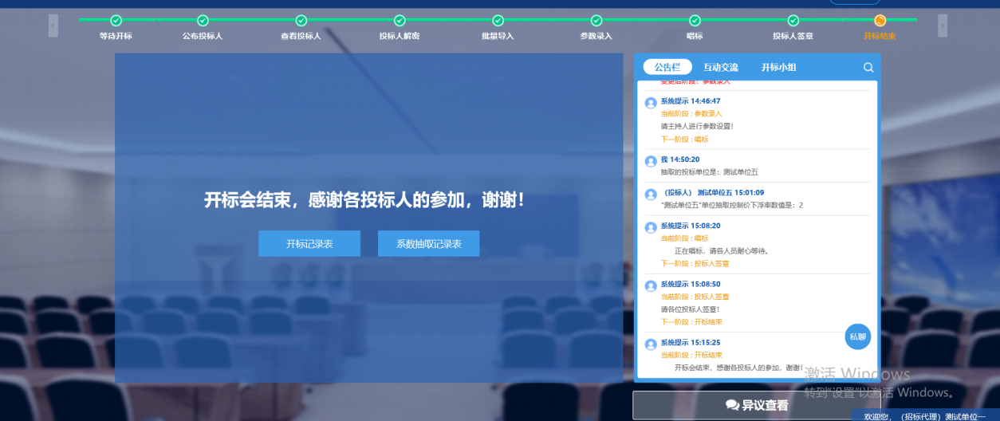 等待开标
公布投标人
查看投标人
投标人解密
批量导入
参数录入
唱标
投标人签章
开标结束
开标会结束，感谢各投标人的参加，谢谢！
开标记录表
系数抽取记录表
公告栏
互动交流
开标小组
变更后阶段：参数录入
系统提示 14:46:47
当前阶段：参数录入
请主持人进行参数设置！
下一阶段：唱标
我 14:50:20
抽取的投标单位是：测试单位五
（投标人） 测试单位五 15:01:09
"测试单位五"单位抽取控制价下浮率数值是：2
系统提示 15:08:20
当前阶段：唱标
正在唱标，请各人员耐心等待。
下一阶段：投标人签章
系统提示 15:08:50
当前阶段：投标人签章
请各位投标人签章！
下一阶段：开标结束
私聊
系统提示 15:15:25
当前阶段：开标结束
开标会结束，感谢各投标人的参加，谢谢！
激活 Windows
转到"设置"以激活 Windows。
异议查看
欢迎您，（招标代理）测试单位一